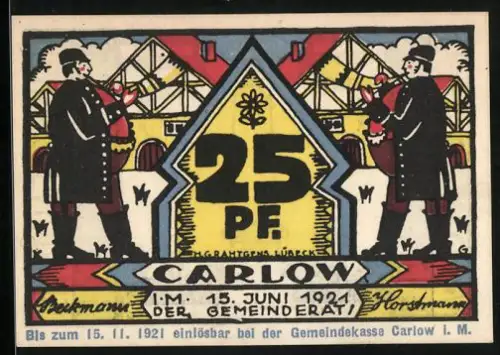 25
PF.
K G
H.G.RAHTGENS, LÜBECK
CARLOW
Beckmann I.M. 15. JUNI 1921 Horstmann
DER GEMEINDERAT!
Bis zum 15. 11. 1921 einlösbar bei der Gemeindekasse Carlow i. M.